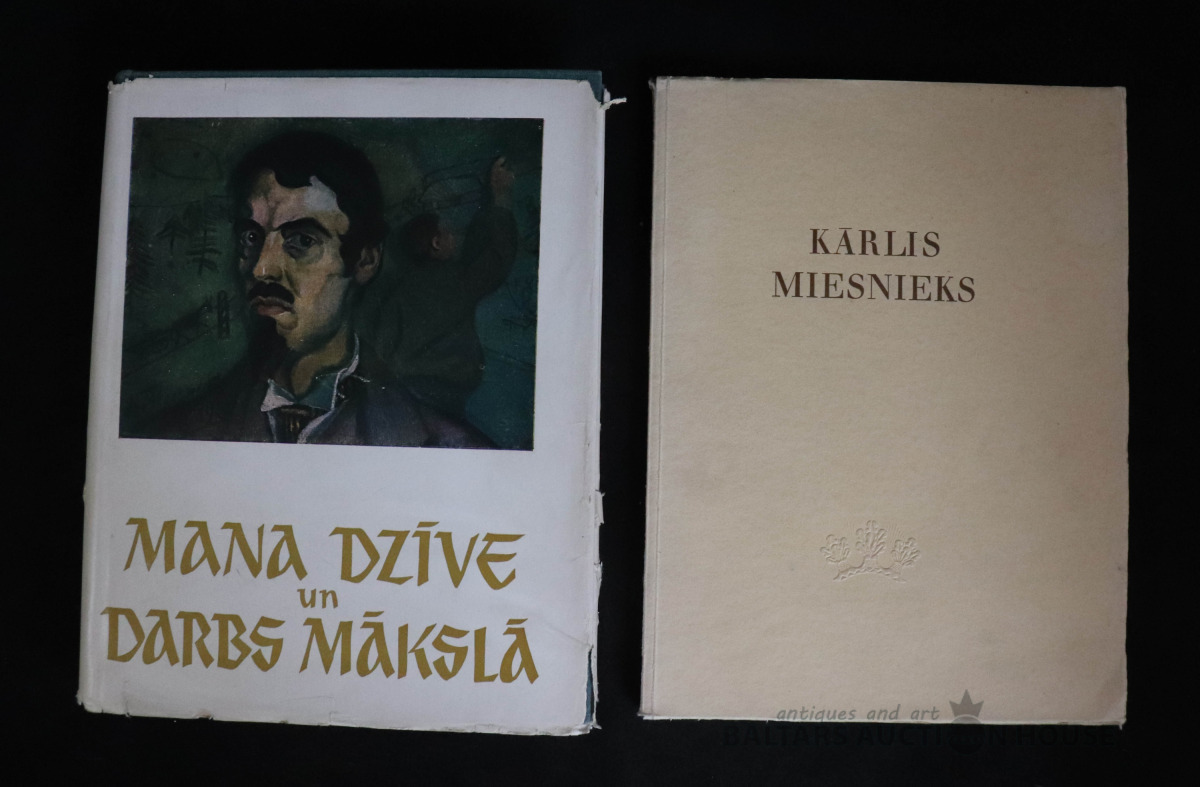 MANA DZĪVE
un
DARBS MĀKSLĀ
KĀRLIS
MIESNIEKS
antiques and art
BALTARS AUCTION HOUSE